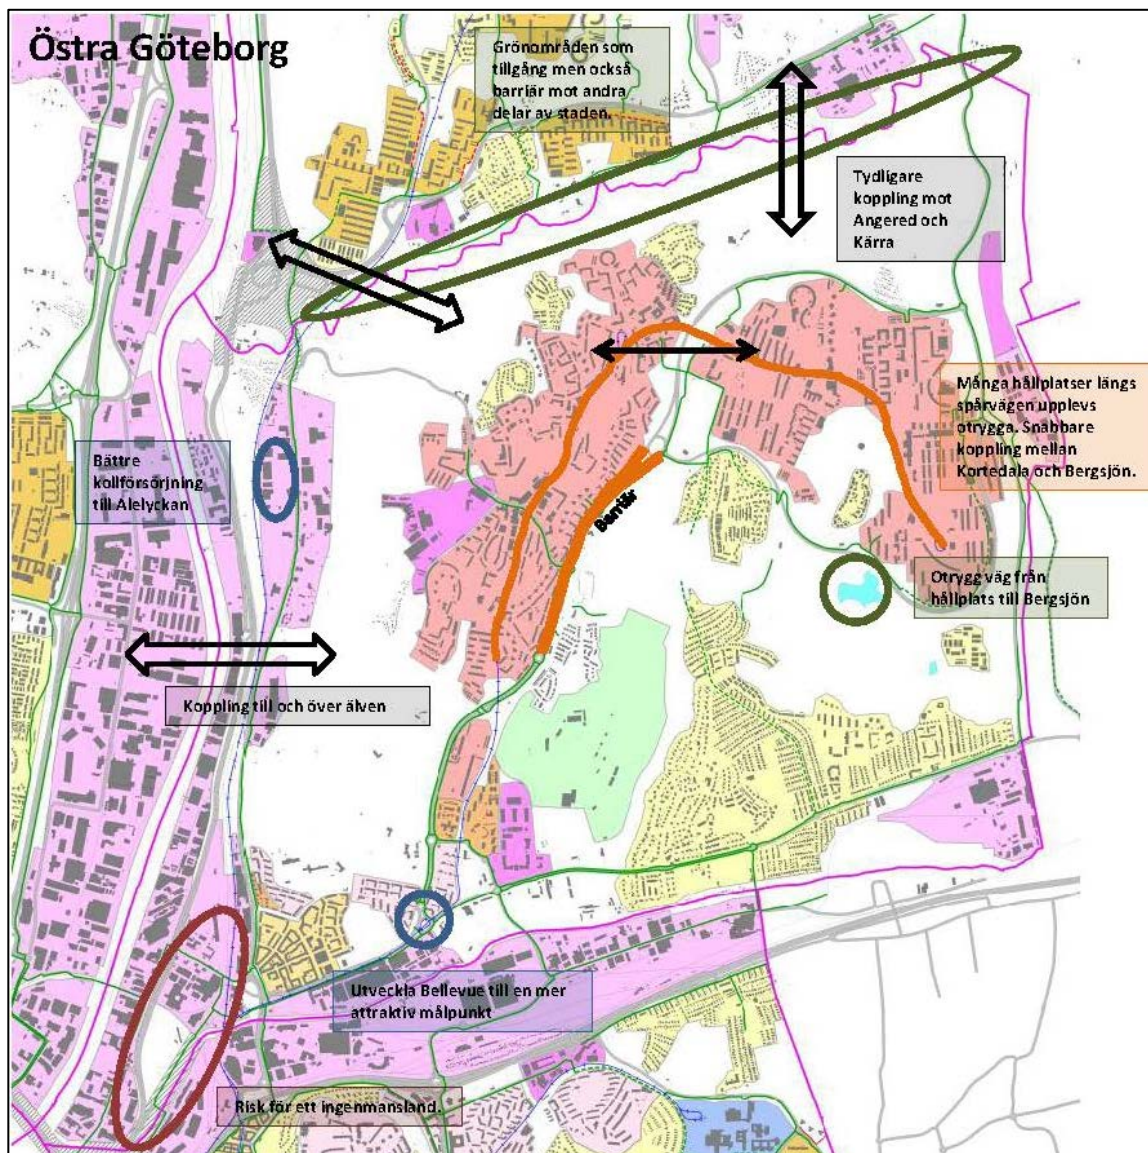 Östra Göteborg
Grönområden som
tillgång men också
barriär mot andra
delar av staden.
Tydligare
koppling mot
Angered och
Kärra
Många hållplatser längs
spårvägen upplevs
otrygga. Snabbare
koppling mellan
Kortedala och Bergsjön.
Bättre
kollförsörjning
till Alelyckan
Barriär
Otrygg väg från
hållplats till Bergsjön
Koppling till och över älven
Utveckla Bellevue till en mer
attraktiv målpunkt
Risk för ett ingenmansland.